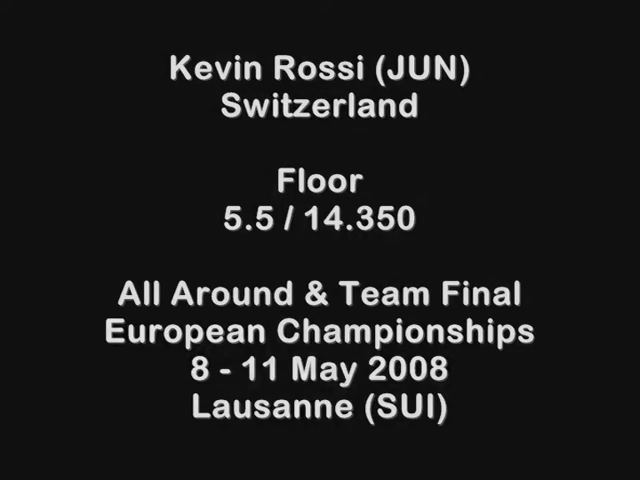 Kevin Rossi (JUN)
Switzerland
Floor
5.5 / 14.350
All Around & Team Final
European Championships
8 - 11 May 2008
Lausanne (SUI)